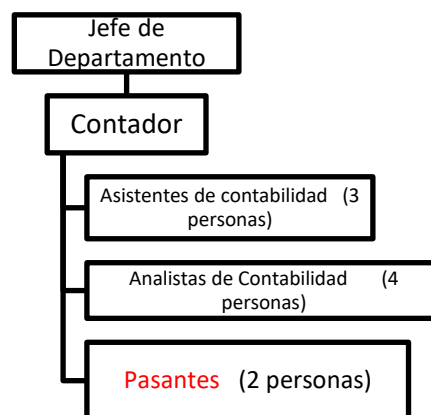 Jefe de
Departamento
Contador
Asistentes de contabilidad (3
personas)
Analistas de Contabilidad (4
personas)
Pasantes (2 personas)